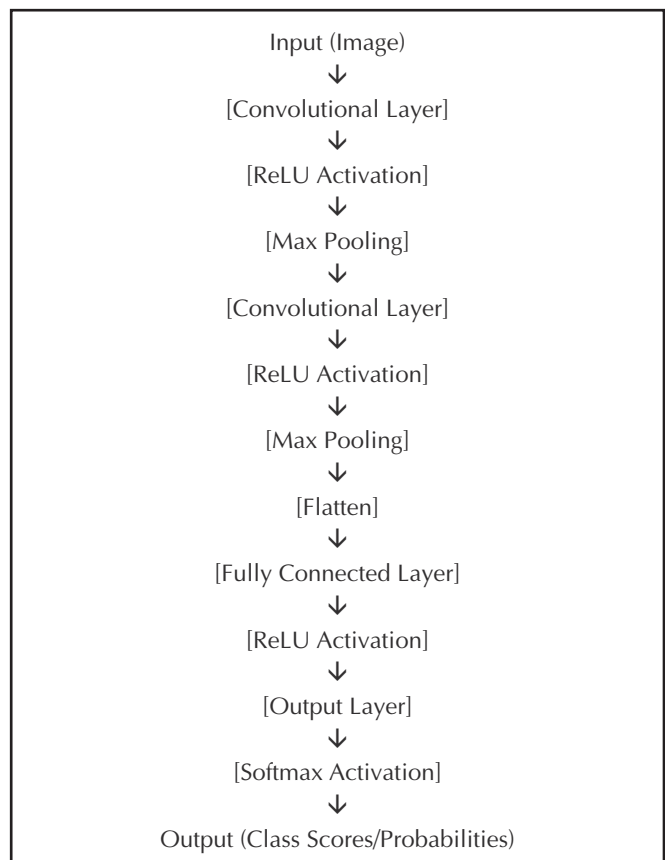 Input (Image)
↓
[Convolutional Layer]
↓
[ReLU Activation]
↓
[Max Pooling]
↓
[Convolutional Layer]
↓
[ReLU Activation]
↓
[Max Pooling]
↓
[Flatten]
↓
[Fully Connected Layer]
↓
[ReLU Activation]
↓
[Output Layer]
↓
[Softmax Activation]
↓
Output (Class Scores/Probabilities)